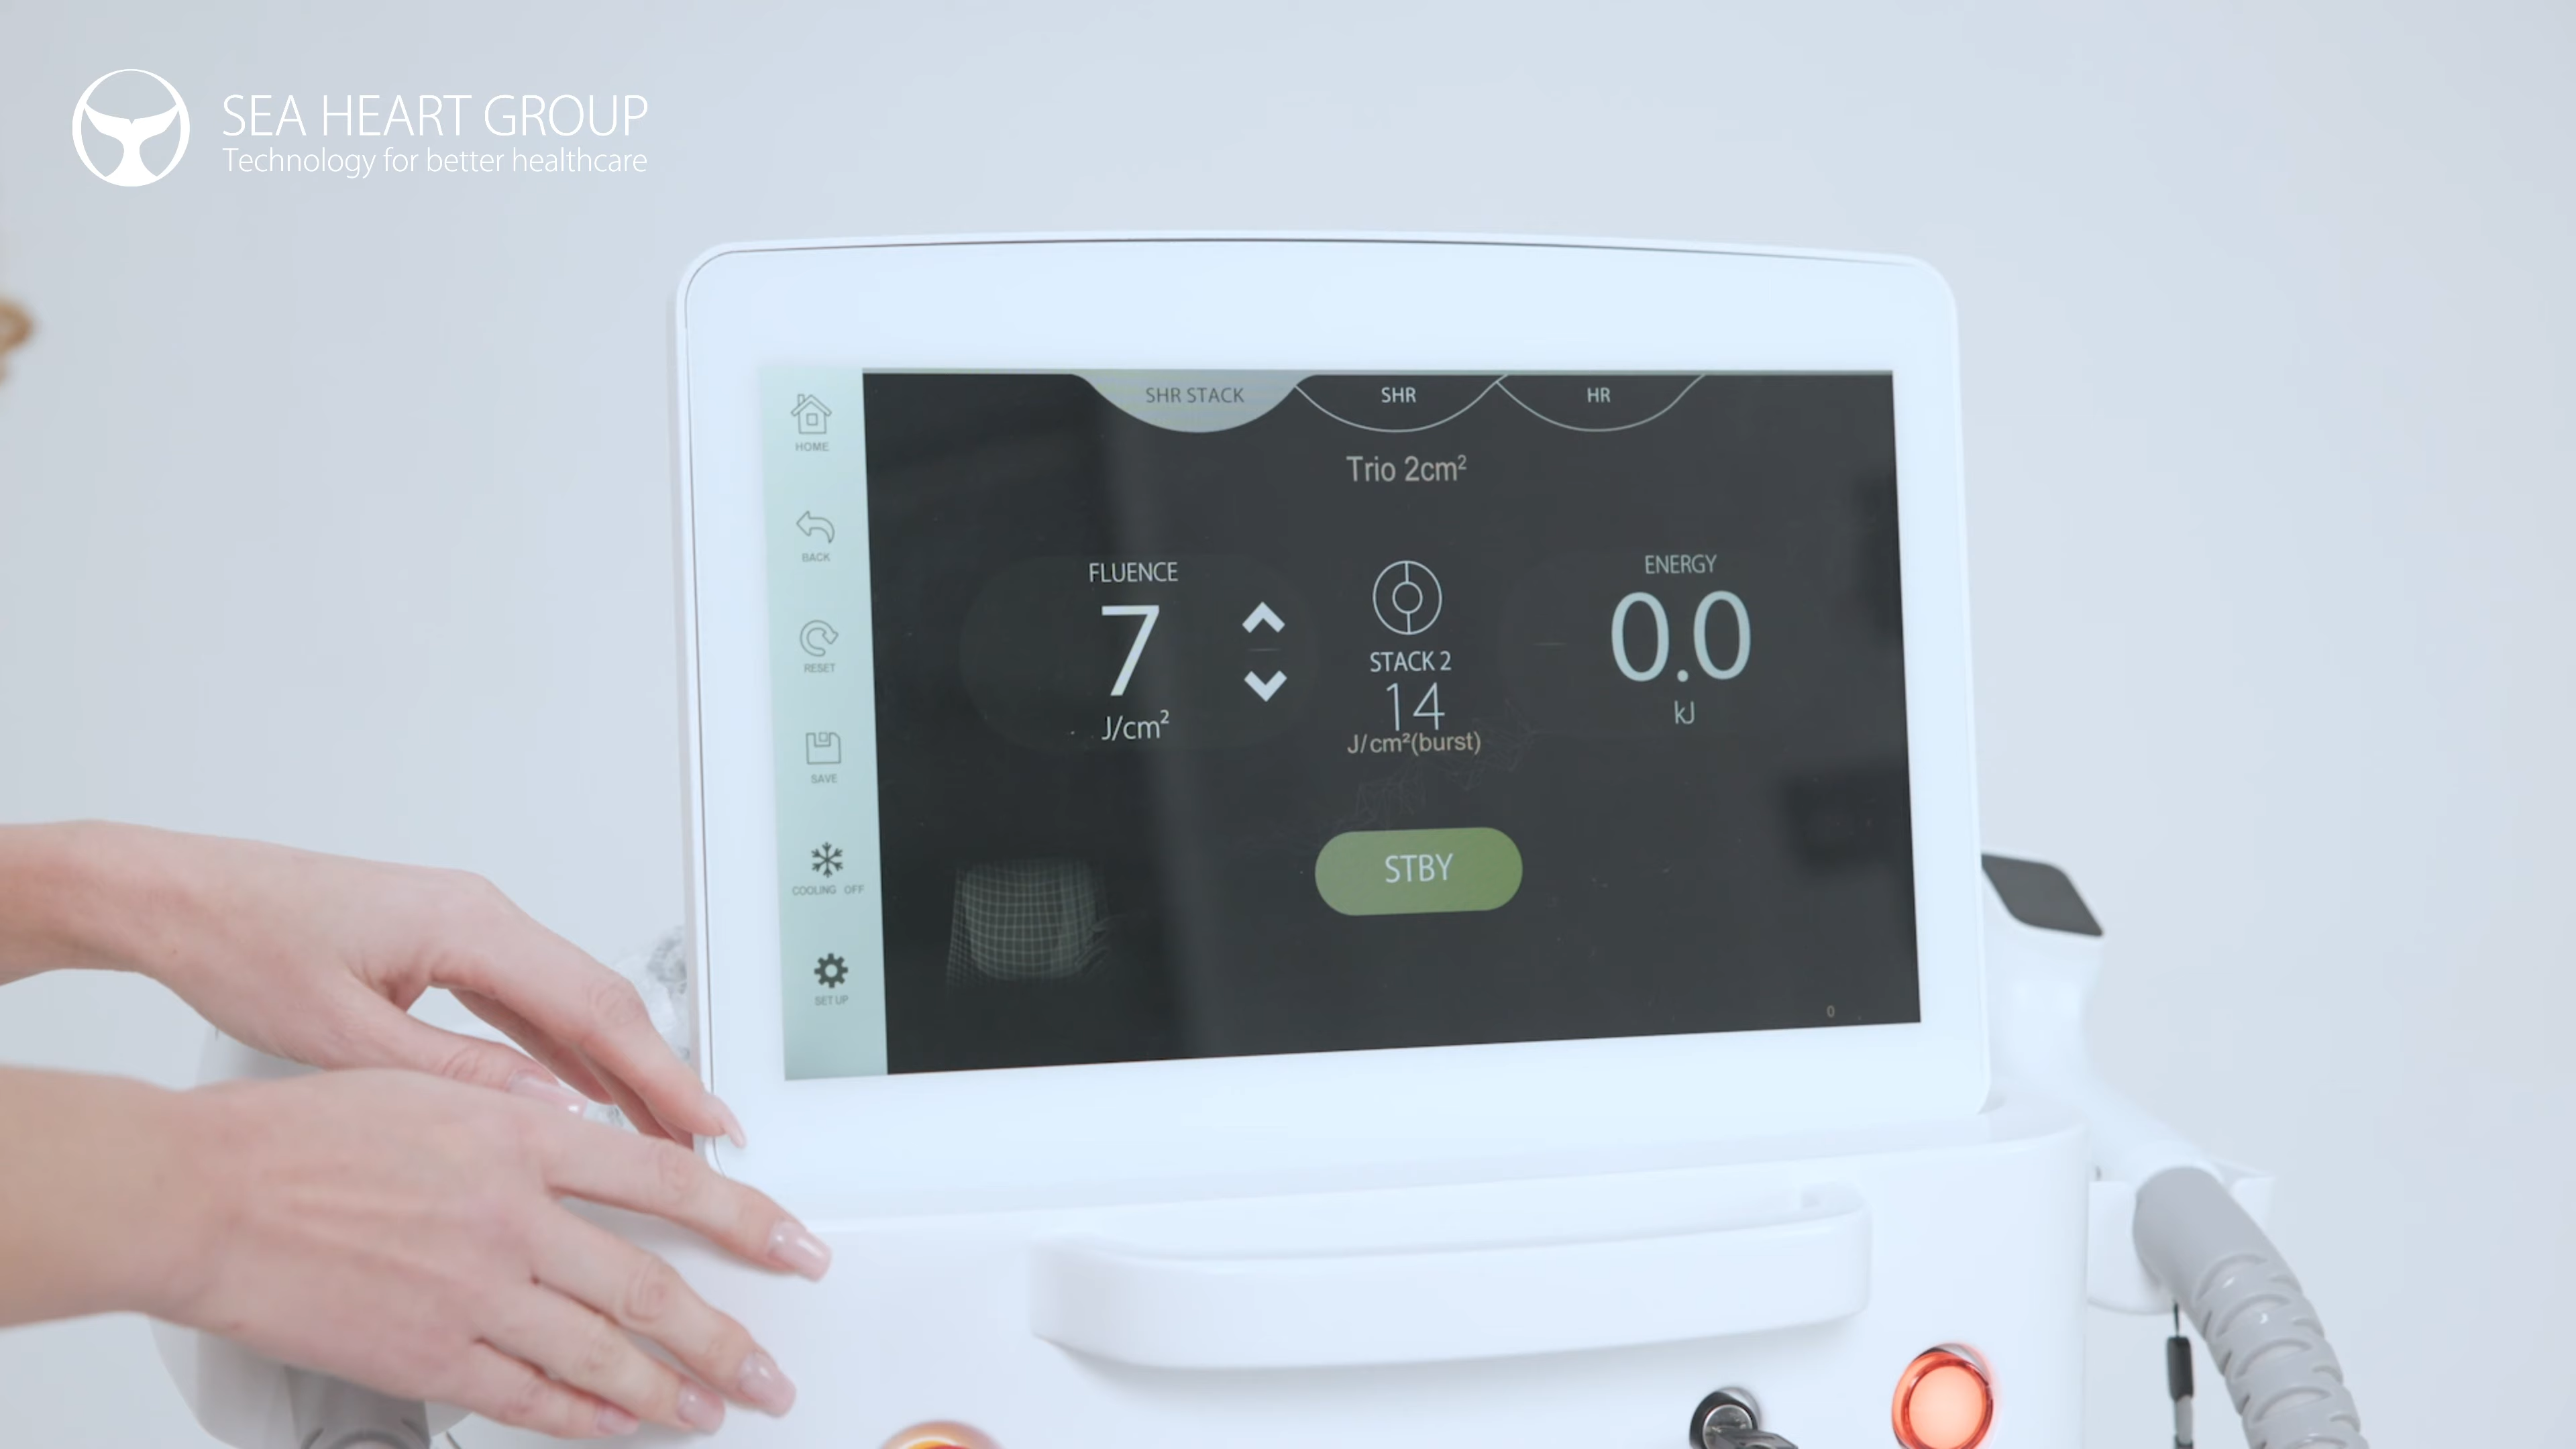 SEA HEART GROUP
Technology for better healthcare
SHR STACK
SHR
HR
Trio 2cm²
HOME
BACK
RESET
SAVE
COOLING OFF
SET UP
FLUENCE
7
J/cm²
STACK 2
14
J/cm²(burst)
ENERGY
0.0
kJ
STBY
0